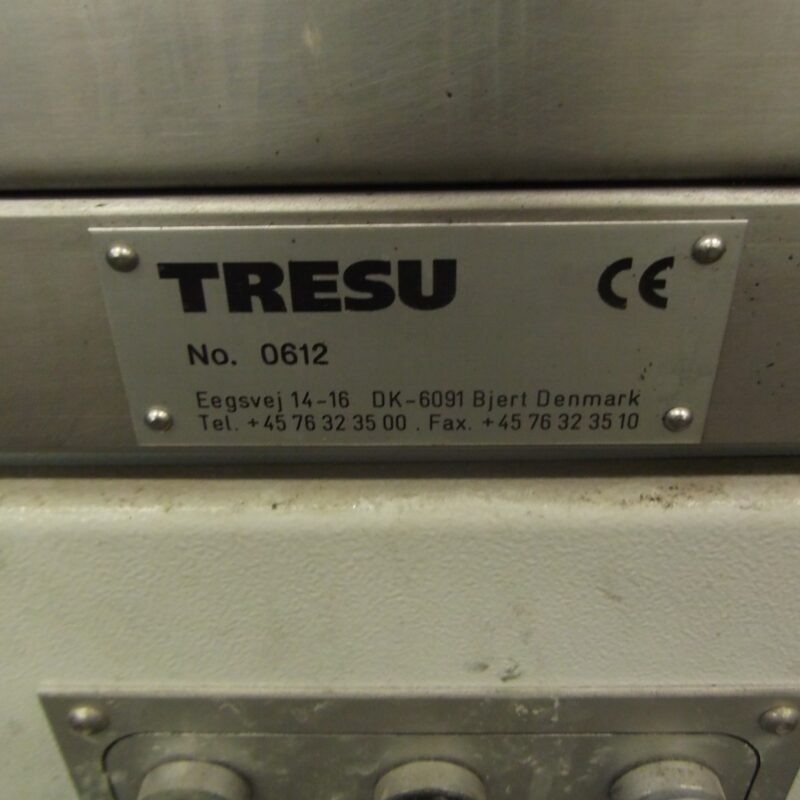 TRESU CE
No. 0612
Eegsvej 14-16 DK-6091 Bjert Denmark
Tel. +45 76 32 35 00 . Fax. +45 76 32 35 10